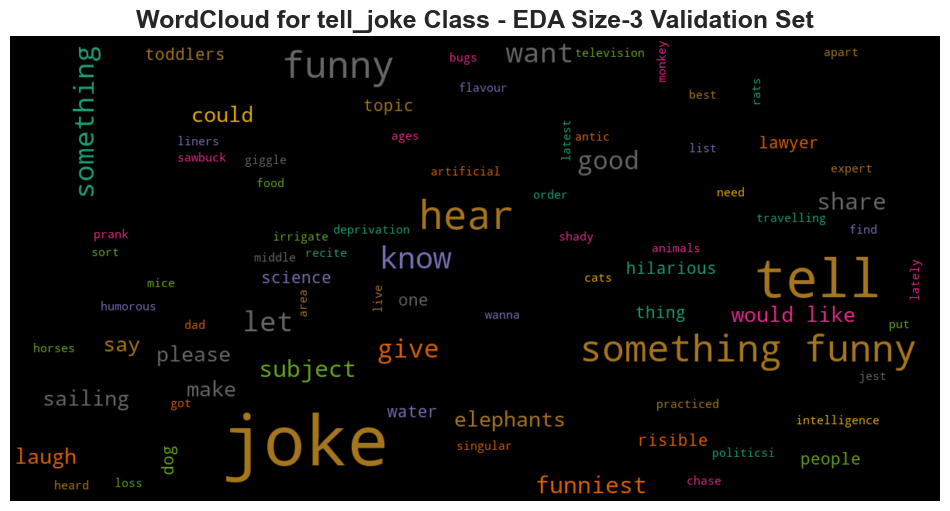 WordCloud for tell_joke Class - EDA Size-3 Validation Set
something
toddlers
funny
bugs
want
television
monkey
apart
flavour
best
rats
could
topic
liners
ages
latest
antic
lawyer
sawbuck
giggle
good
list
artificial
expert
food
order
need
share
hear
travelling
find
prank
irrigate
deprivation
shady
sort
middle
recite
know
animals
hilarious
tell
lately
mice
science
cats
humorous
area
live
one
wanna
thing
would like
put
dad
let
horses
say
please
give
something funny
subject
jest
sailing
make
got
water
elephants
practiced
intelligence
joke
singular
risible
politicsi
people
laugh
dog
heard
loss
funniest
chase